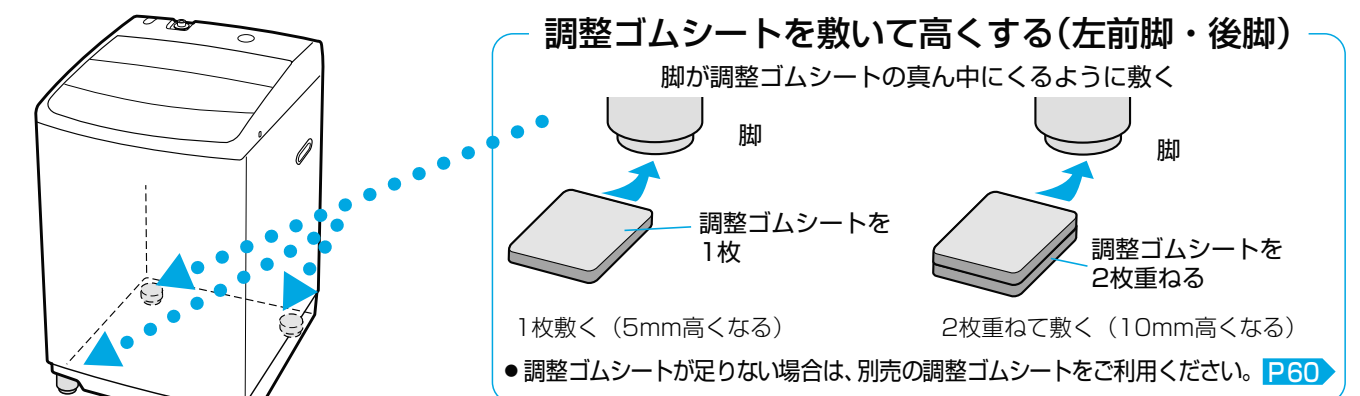 調整ゴムシートを敷いて高くする(左前脚・後脚)
脚が調整ゴムシートの真ん中にくるように敷く
脚
調整ゴムシートを
1枚
1枚敷く(5mm高くなる)
脚
調整ゴムシートを
2枚重ねる
2枚重ねて敷く(10mm高くなる)
●調整ゴムシートが足りない場合は、別売の調整ゴムシートをご利用ください。 P60